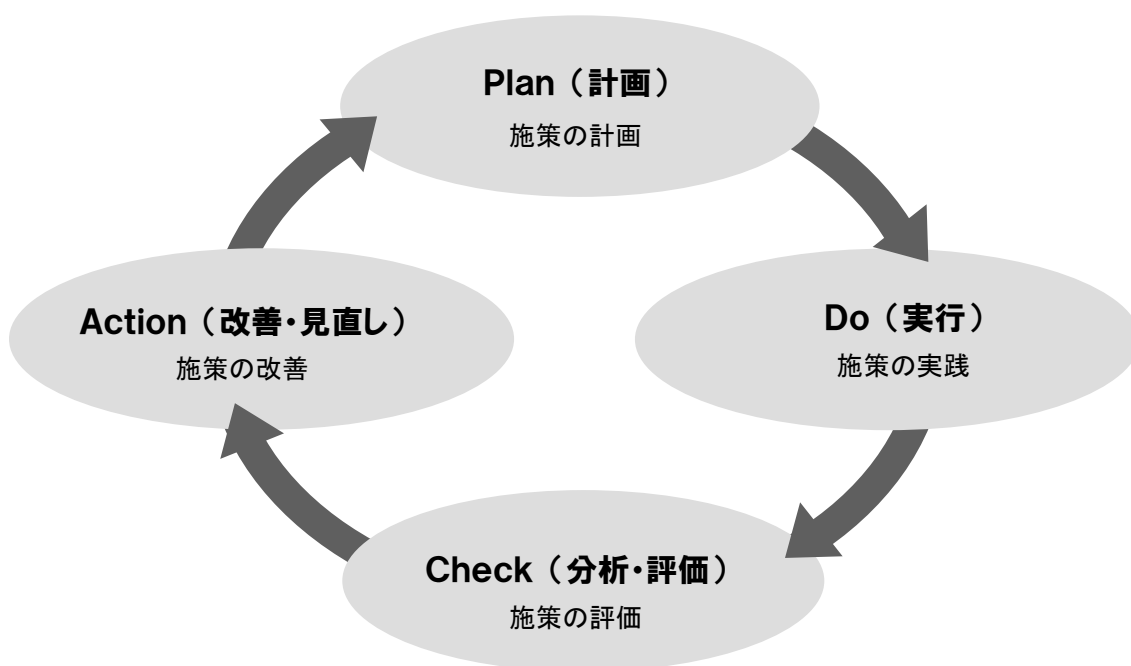 Plan（計画）
施策の計画
Do（実行）
施策の実践
Check（分析・評価）
施策の評価
Action（改善・見直し）
施策の改善